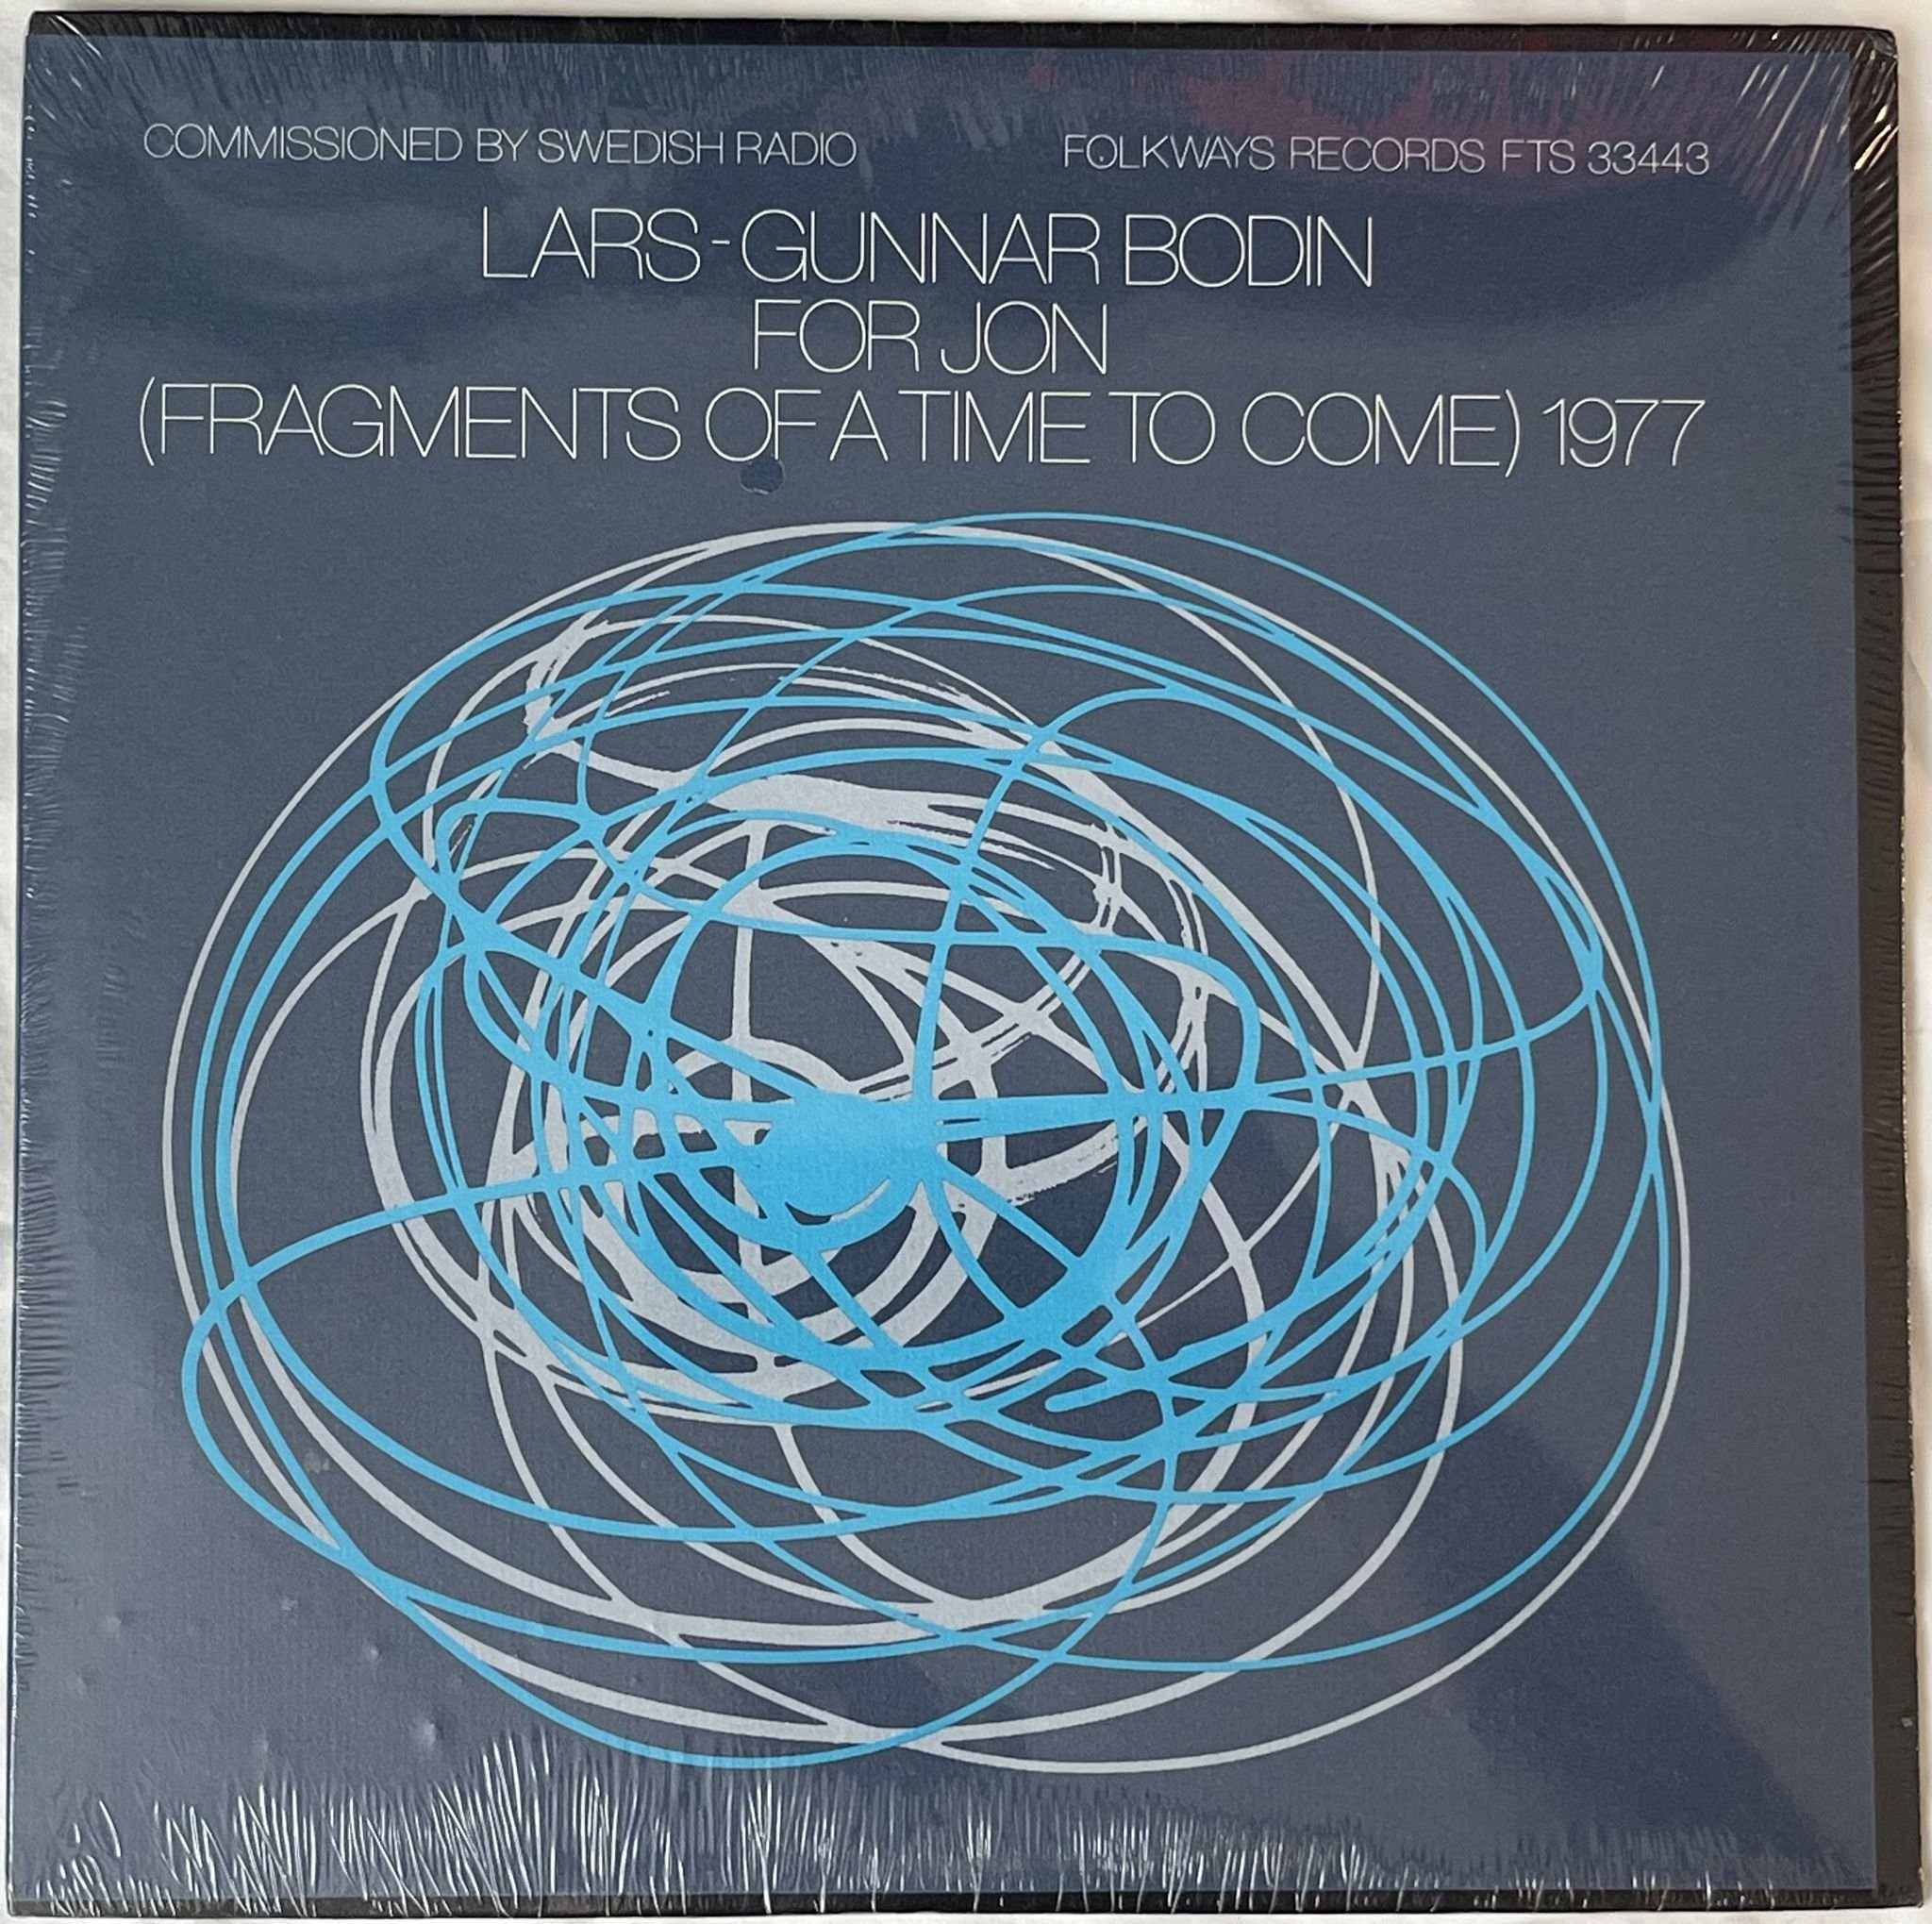 COMMISSIONED BY SWEDISH RADIO
FOLKWAYS RECORDS FTS 33443
LARS-GUNNAR BODIN
FOR JON
(FRAGMENTS OF A TIME TO COME) 1977